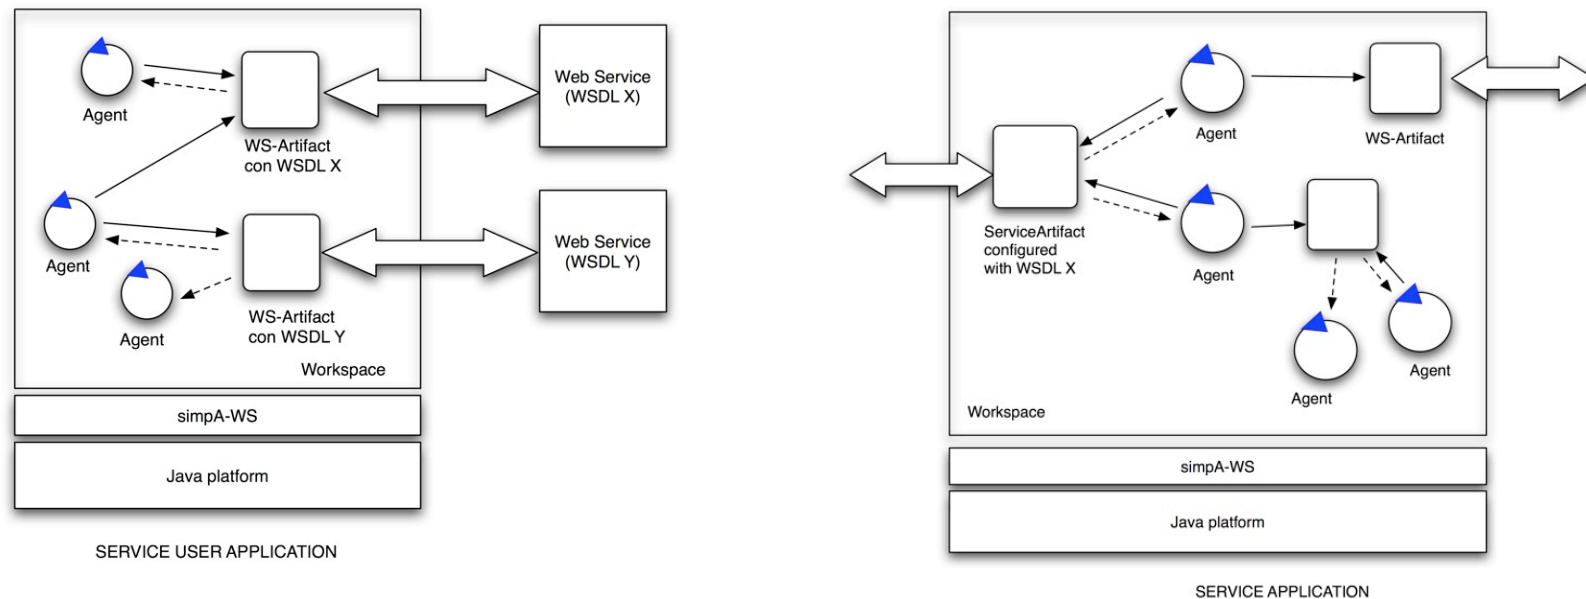 Agent
WS-Artifact
con WSDL X
Web Service
(WSDL X)
Agent
Agent
WS-Artifact
con WSDL Y
Web Service
(WSDL Y)
Workspace
simpA-WS
Java platform
SERVICE USER APPLICATION
Agent
WS-Artifact
ServiceArtifact
configured
with WSDL X
Agent
Agent
Agent
Workspace
simpA-WS
Java platform
SERVICE APPLICATION